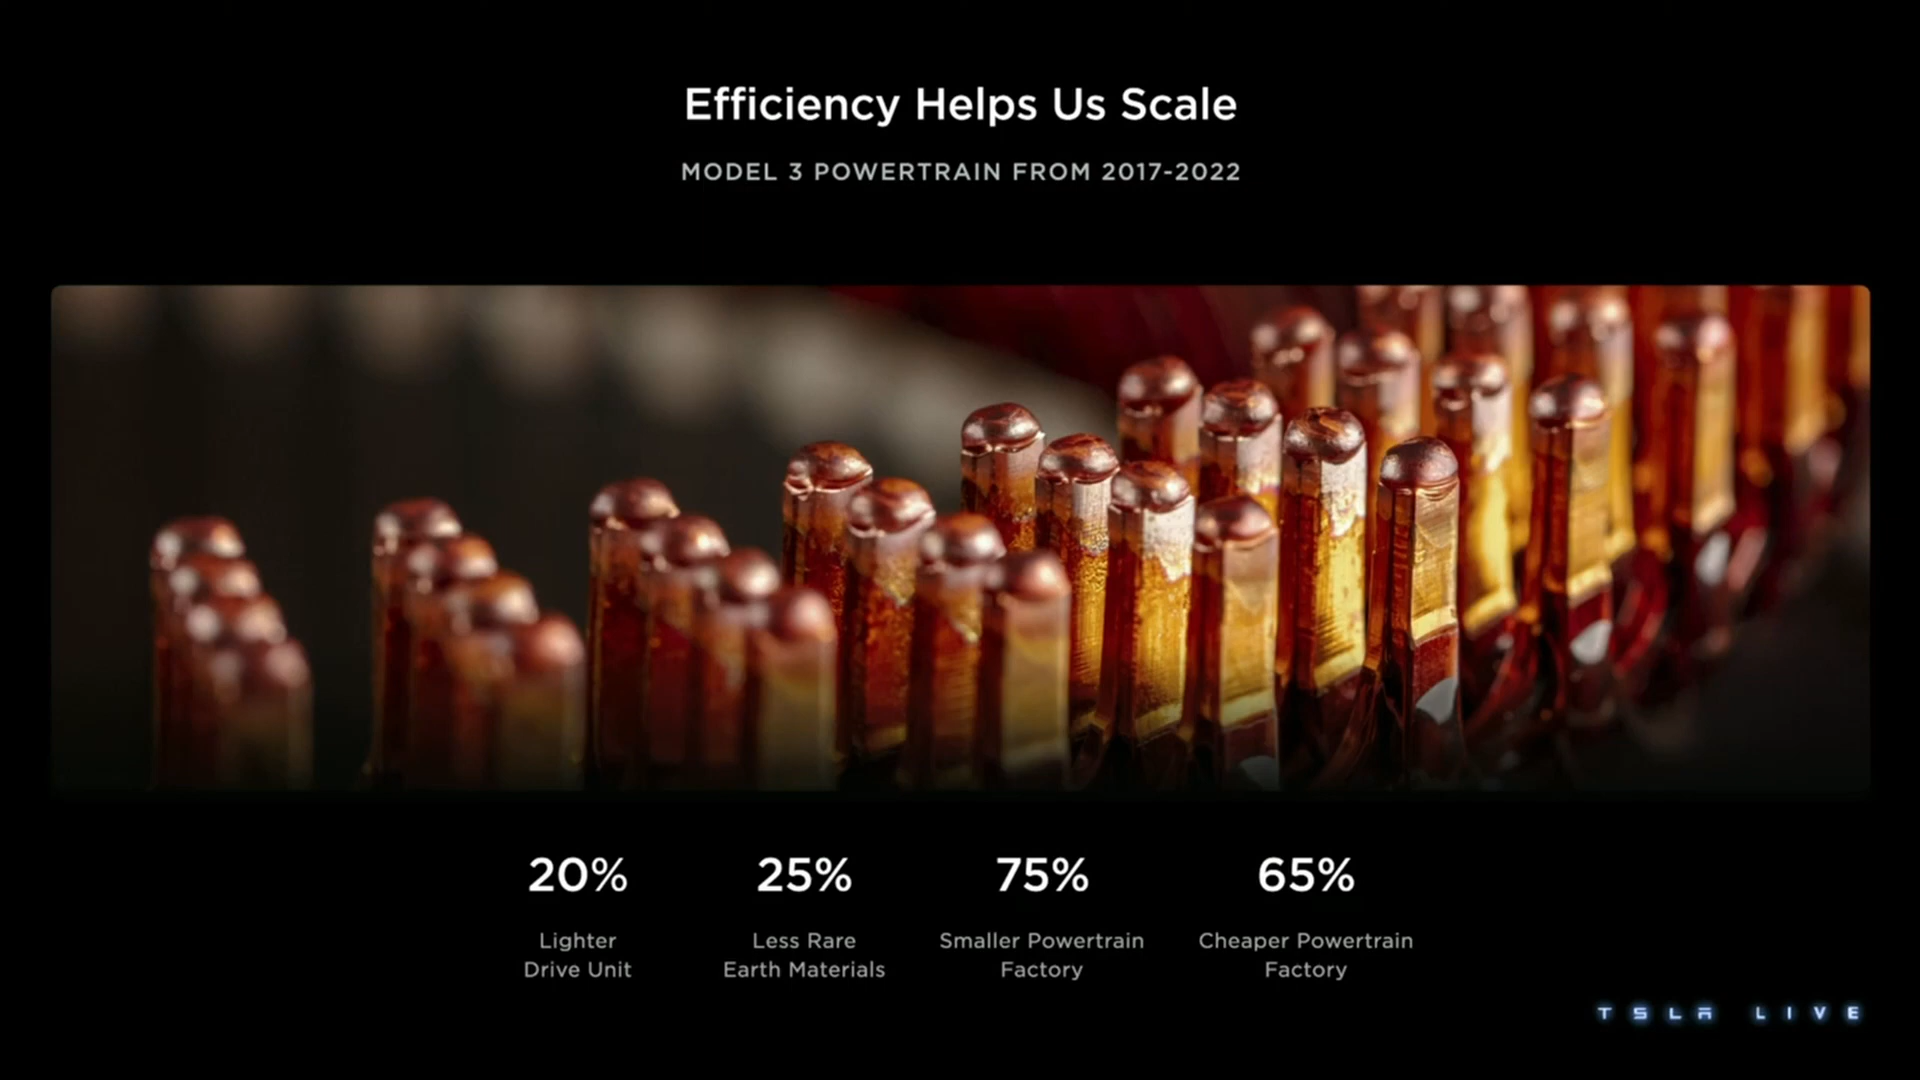 Efficiency Helps Us Scale
MODEL 3 POWERTRAIN FROM 2017-2022
20%
Lighter
Drive Unit
25%
Less Rare
Earth Materials
75%
Smaller Powertrain
Factory
65%
Cheaper Powertrain
Factory
TSLA LIVE